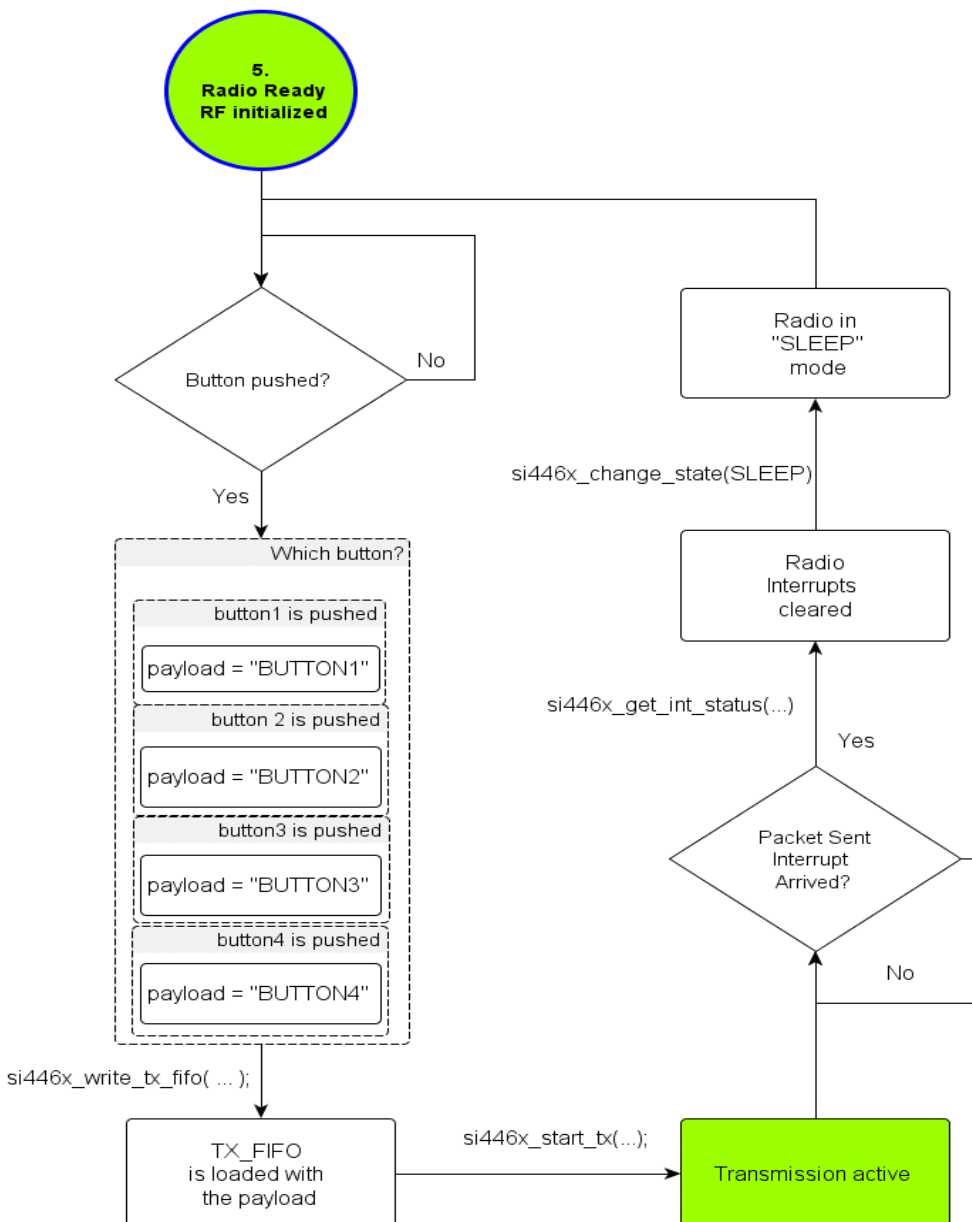 5.
Radio Ready
RF initialized
Button pushed?
No
Yes
Which button?
button1 is pushed
payload = "BUTTON1"
button 2 is pushed
payload = "BUTTON2"
button3 is pushed
payload = "BUTTON3"
button4 is pushed
payload = "BUTTON4"
si446x_write_tx_fifo( ... );
TX_FIFO
is loaded with
the payload
si446x_start_tx(...);
Transmission active
No
Packet Sent
Interrupt
Arrived?
Yes
si446x_get_int_status(...)
Radio
Interrupts
cleared
si446x_change_state(SLEEP)
Radio in
"SLEEP"
mode